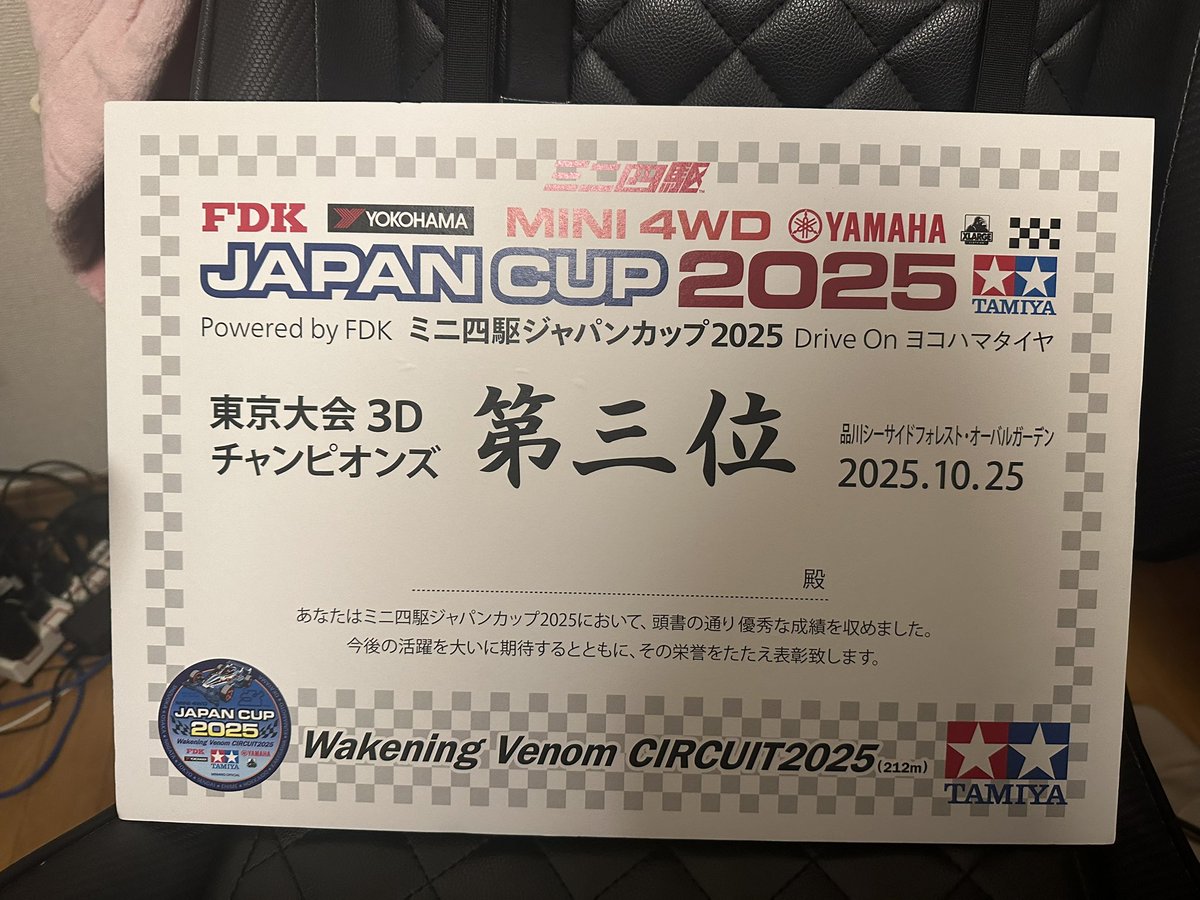 ミニ四駆
FDK YOKOHAMA MINI 4WD YAMAHA XLARGE
JAPAN CUP 2025 TAMIYA
Powered by FDK ミニ四駆ジャパンカップ2025 Drive On ヨコハマタイヤ
東京大会 3D
チャンピオンズ
第三位
品川シーサイドフォレスト・オーバルガーデン
2025.10.25
殿
あなたはミニ四駆ジャパンカップ2025において、頭書の通り優秀な成績を収めました。
今後の活躍を大いに期待するとともに、その栄誉をたたえ表彰致します。
JAPAN CUP
2025
Wakening Venom CIRCUIT2025
FDK YAMAHA
YOKOHAMA TAMIYA
Wakening Venom CIRCUIT2025(212m)
TAMIYA